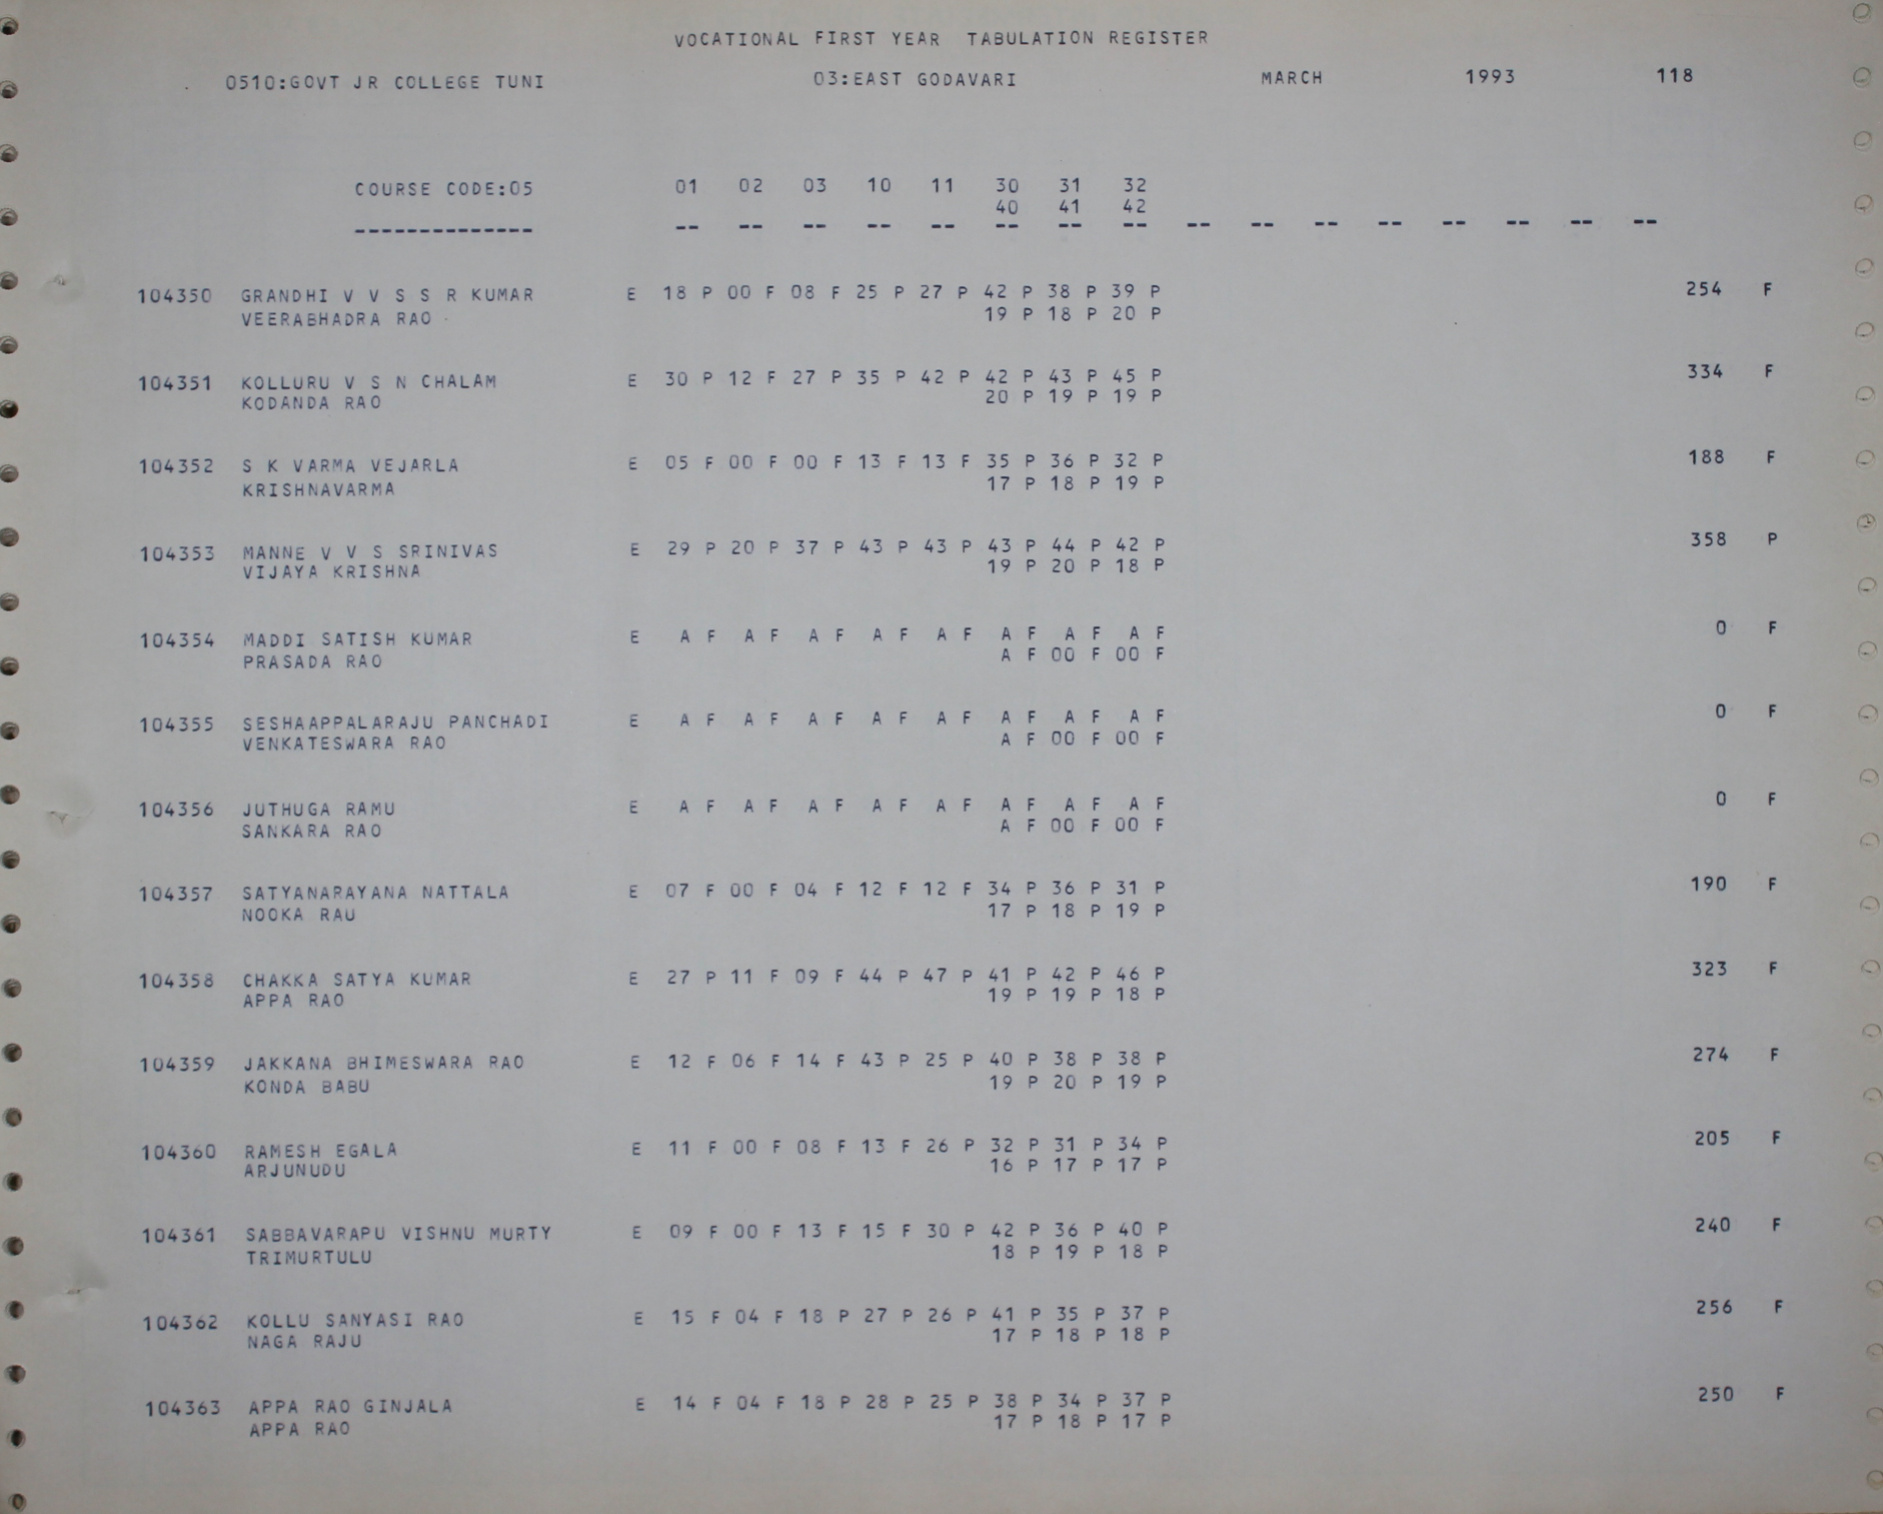 VOCATIONAL FIRST YEAR TABULATION REGISTER
0510:GOVT JR COLLEGE TUNI 03:EAST GODAVARI MARCH 1993 118
COURSE CODE:05 01 02 03 10 11 30 31 32
40 41 42
-------------- -- -- -- -- -- -- -- -- -- -- -- -- -- -- -- --
104350 GRANDHI V V S S R KUMAR E 18 P 00 F 08 F 25 P 27 P 42 P 38 P 39 P 254 F
VEERABHADRA RAO 19 P 18 P 20 P
104351 KOLLURU V S N CHALAM E 30 P 12 F 27 P 35 P 42 P 42 P 43 P 45 P 334 F
KODANDA RAO 20 P 19 P 19 P
104352 S K VARMA VEJARLA E 05 F 00 F 00 F 13 F 13 F 35 P 36 P 32 P 188 F
KRISHNAVARMA 17 P 18 P 19 P
104353 MANNE V V S SRINIVAS E 29 P 20 P 37 P 43 P 43 P 43 P 44 P 42 P 358 P
VIJAYA KRISHNA 19 P 20 P 18 P
104354 MADDI SATISH KUMAR E A F A F A F A F A F A F A F A F 0 F
PRASADA RAO A F 00 F 00 F
104355 SESHAAPPALARAJU PANCHADI E A F A F A F A F A F A F A F A F 0 F
VENKATESWARA RAO A F 00 F 00 F
104356 JUTHUGA RAMU E A F A F A F A F A F A F A F A F 0 F
SANKARA RAO A F 00 F 00 F
104357 SATYANARAYANA NATTALA E 07 F 00 F 04 F 12 F 12 F 34 P 36 P 31 P 190 F
NOOKA RAU 17 P 18 P 19 P
104358 CHAKKA SATYA KUMAR E 27 P 11 F 09 F 44 P 47 P 41 P 42 P 46 P 323 F
APPA RAO 19 P 19 P 18 P
104359 JAKKANA BHIMESWARA RAO E 12 F 06 F 14 F 43 P 25 P 40 P 38 P 38 P 274 F
KONDA BABU 19 P 20 P 19 P
104360 RAMESH EGALA E 11 F 00 F 08 F 13 F 26 P 32 P 31 P 34 P 205 F
ARJUNUDU 16 P 17 P 17 P
104361 SABBAVARAPU VISHNU MURTY E 09 F 00 F 13 F 15 F 30 P 42 P 36 P 40 P 240 F
TRIMURTULU 18 P 19 P 18 P
104362 KOLLU SANYASI RAO E 15 F 04 F 18 P 27 P 26 P 41 P 35 P 37 P 256 F
NAGA RAJU 17 P 18 P 18 P
104363 APPA RAO GINJALA E 14 F 04 F 18 P 28 P 25 P 38 P 34 P 37 P 250 F
APPA RAO 17 P 18 P 17 P